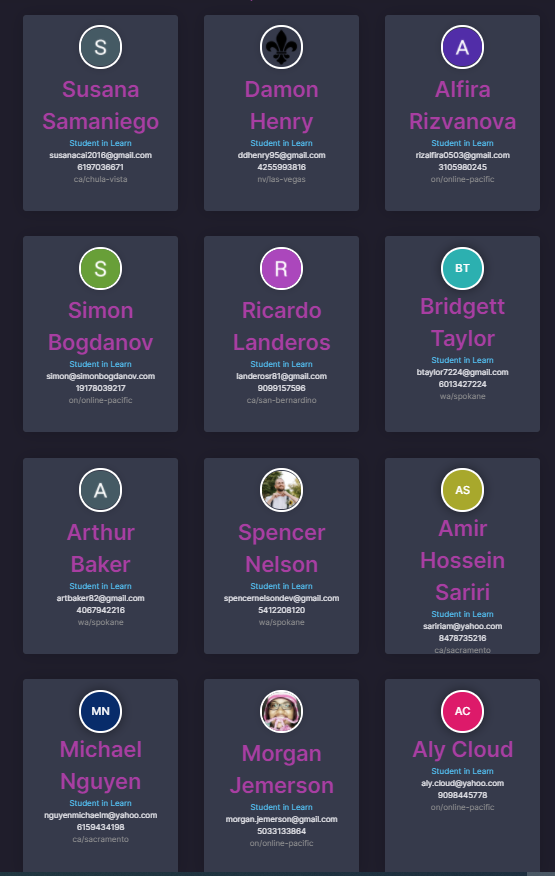 S
Susana
Samaniego
Student in Learn
susanacal2016@gmail.com
6197036671
ca/chula-vista
Damon
Henry
Student in Learn
ddhenry95@gmail.com
4255993816
nv/las-vegas
A
Alfira
Rizvanova
Student in Learn
rizalfira0503@gmail.com
3105980245
on/online-pacific
S
Simon
Bogdanov
Student in Learn
simon@simonbogdanov.com
19178039217
on/online-pacific
R
Ricardo
Landeros
Student in Learn
landerosr81@gmail.com
9099157596
ca/san-bernardino
BT
Bridgett
Taylor
Student in Learn
btaylor7224@gmail.com
6013427224
wa/spokane
A
Arthur
Baker
Student in Learn
artbaker82@gmail.com
4067942216
wa/spokane
Spencer
Nelson
Student in Learn
spencernelsondev@gmail.com
5412208120
wa/spokane
AS
Amir
Hossein
Sariri
Student in Learn
saririam@yahoo.com
8478735216
ca/sacramento
MN
Michael
Nguyen
Student in Learn
nguyenmichaelm@yahoo.com
6159434198
ca/sacramento
Morgan
Jemerson
Student in Learn
morgan.jemerson@gmail.com
5033133864
on/online-pacific
AC
Aly Cloud
Student in Learn
aly.cloud@yahoo.com
9098445778
on/online-pacific